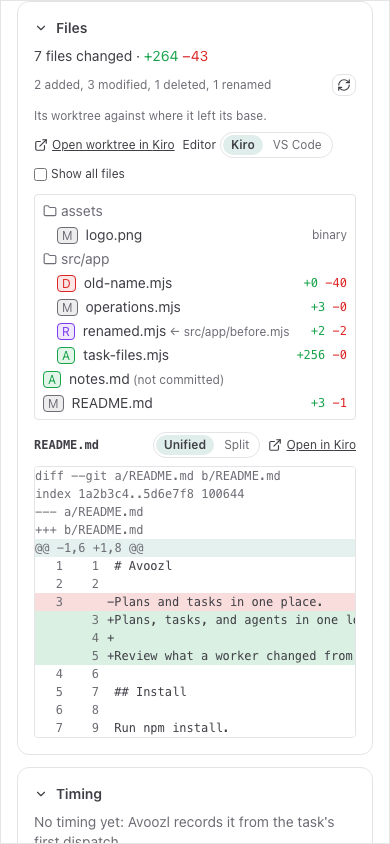 Files
7 files changed · +264 −43
2 added, 3 modified, 1 deleted, 1 renamed
Its worktree against where it left its base.
Open worktree in Kiro Editor Kiro VS Code
Show all files
assets
M logo.png binary
src/app
D old-name.mjs +0 −40
M operations.mjs +3 −0
R renamed.mjs ← src/app/before.mjs +2 −2
A task-files.mjs +256 −0
A notes.md (not committed)
M README.md +3 −1
README.md Unified Split Open in Kiro
diff --git a/README.md b/README.md
index 1a2b3c4..5d6e7f8 100644
--- a/README.md
+++ b/README.md
@@ -1,6 +1,8 @@
1 1 # Avoozl
2 2
3 -Plans and tasks in one place.
3 +Plans, tasks, and agents in one
4 +
5 +Review what a worker changed from
4 6
5 7 ## Install
6 8
7 9 Run npm install.
Timing
No timing yet: Avoozl records it from the task's
first dispatch